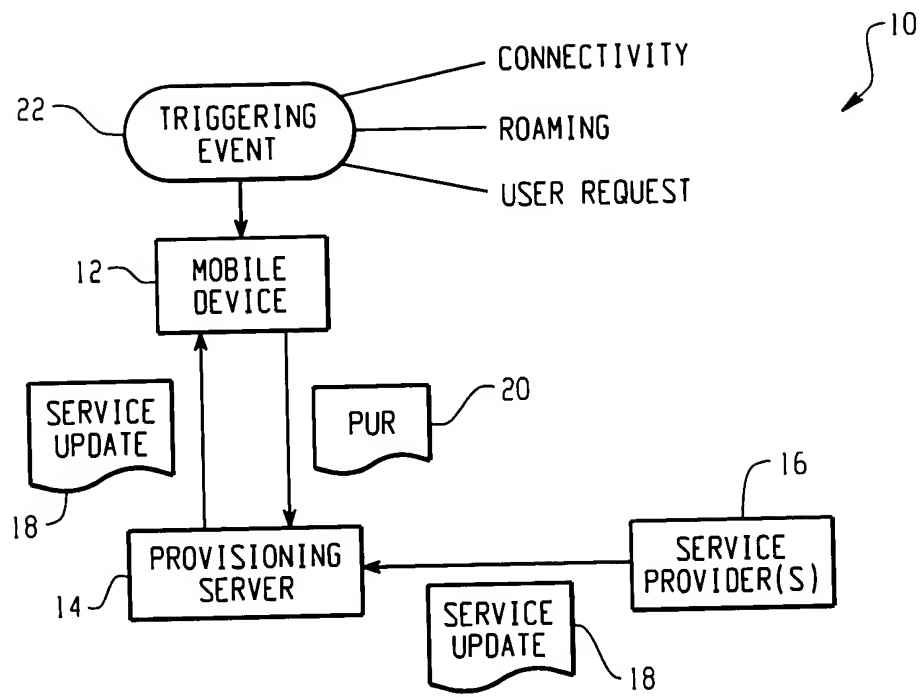 10
CONNECTIVITY
22
TRIGGERING
EVENT
ROAMING
USER REQUEST
12
MOBILE
DEVICE
SERVICE
UPDATE
18
PUR
20
16
PROVISIONING
SERVER
14
SERVICE
PROVIDER(S)
SERVICE
UPDATE
18